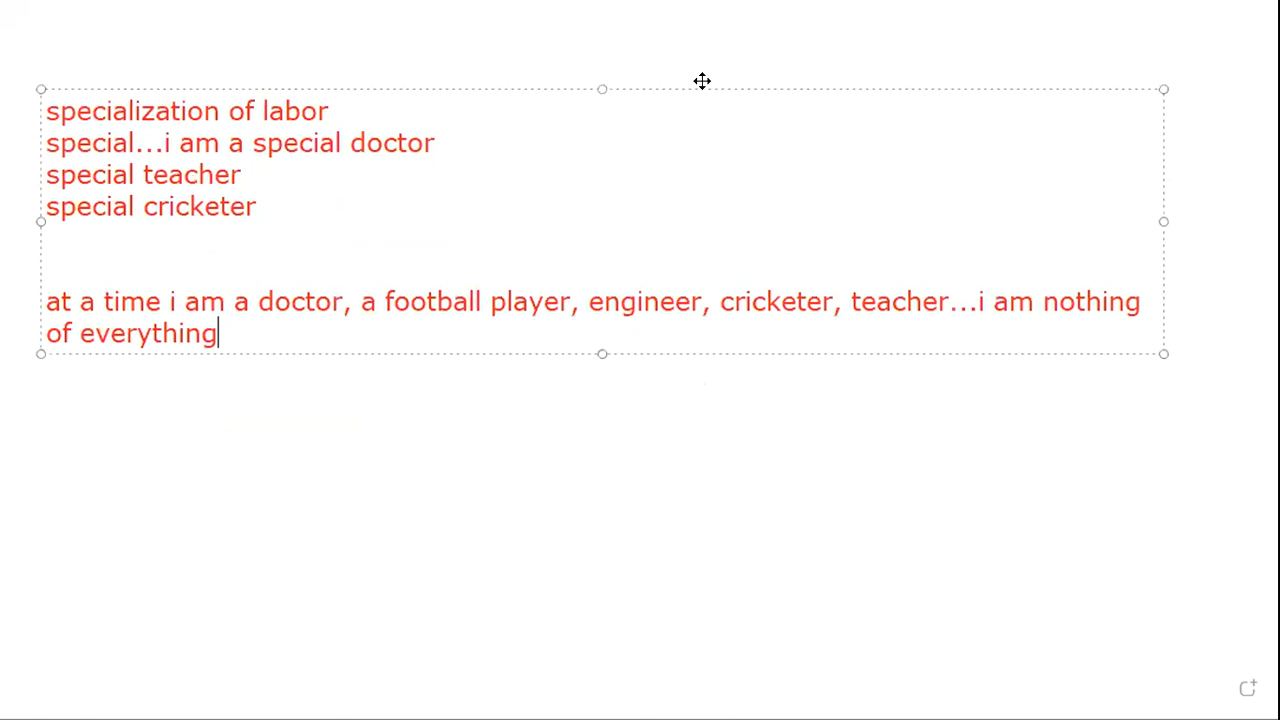 specialization of labor
special...i am a special doctor
special teacher
special cricketer
at a time i am a doctor, a football player, engineer, cricketer, teacher...i am nothing
of everything